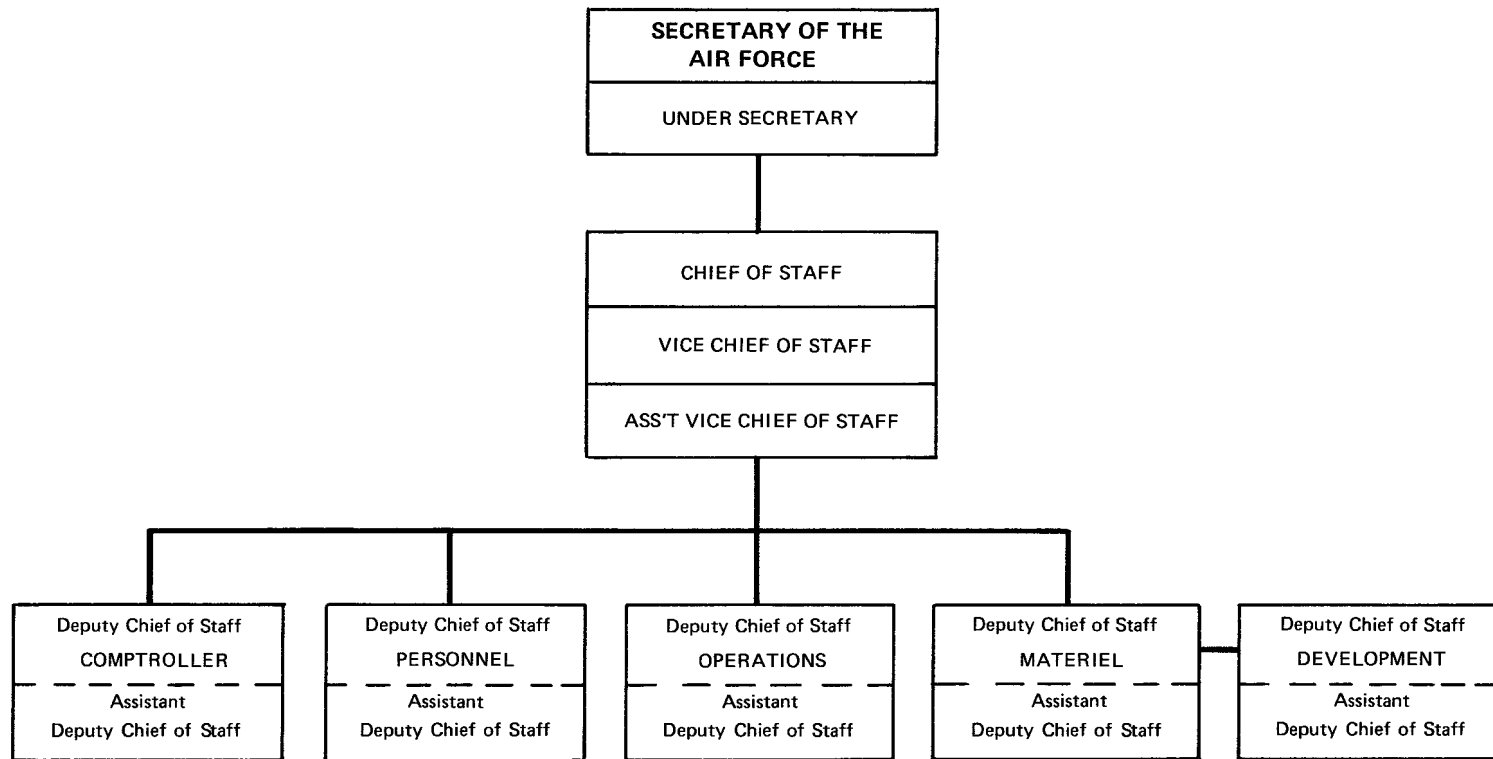 SECRETARY OF THE
AIR FORCE
UNDER SECRETARY
CHIEF OF STAFF
VICE CHIEF OF STAFF
ASS'T VICE CHIEF OF STAFF
Deputy Chief of Staff
COMPTROLLER
Assistant
Deputy Chief of Staff
Deputy Chief of Staff
PERSONNEL
Assistant
Deputy Chief of Staff
Deputy Chief of Staff
OPERATIONS
Assistant
Deputy Chief of Staff
Deputy Chief of Staff
MATERIEL
Assistant
Deputy Chief of Staff
Deputy Chief of Staff
DEVELOPMENT
Assistant
Deputy Chief of Staff